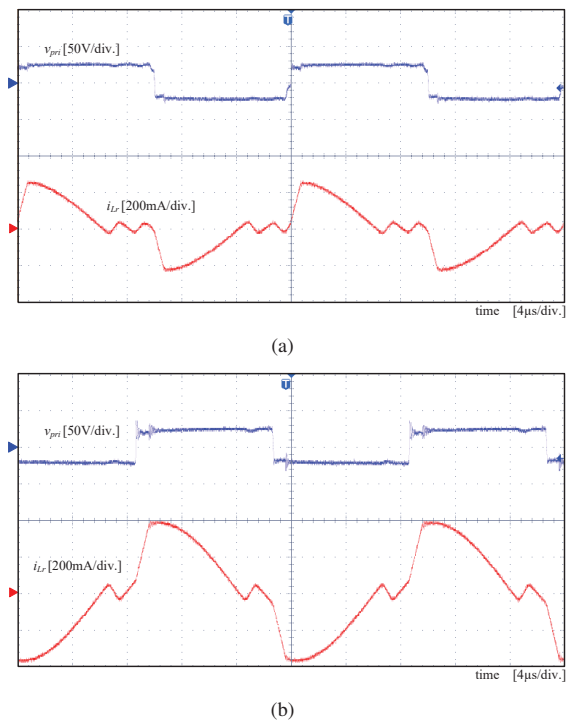 v_pri [50V/div.]
T
i_Lr [200mA/div.]
time [4µs/div.]
(a)
T
v_pri [50V/div.]
i_Lr [200mA/div.]
time [4µs/div.]
(b)